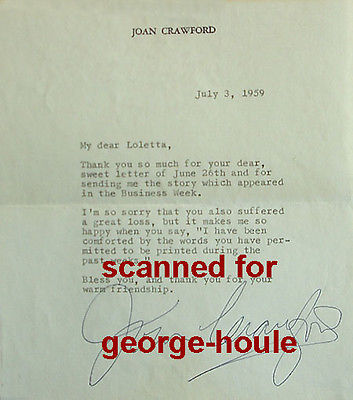 JOAN CRAWFORD
July 3, 1959
My dear Loletta,
Thank you so much for your dear,
sweet letter of June 26th and for
sending me the story which appeared
in the Business Week.
I'm so sorry that you also suffered
a great loss, but it makes me so
happy when you say, "I have been
comforted by the words you have per-
mitted to be printed during the
past weeks."
scanned for
Bless you, and thank you for your
warm friendship.
Joan Crawford
george-houle